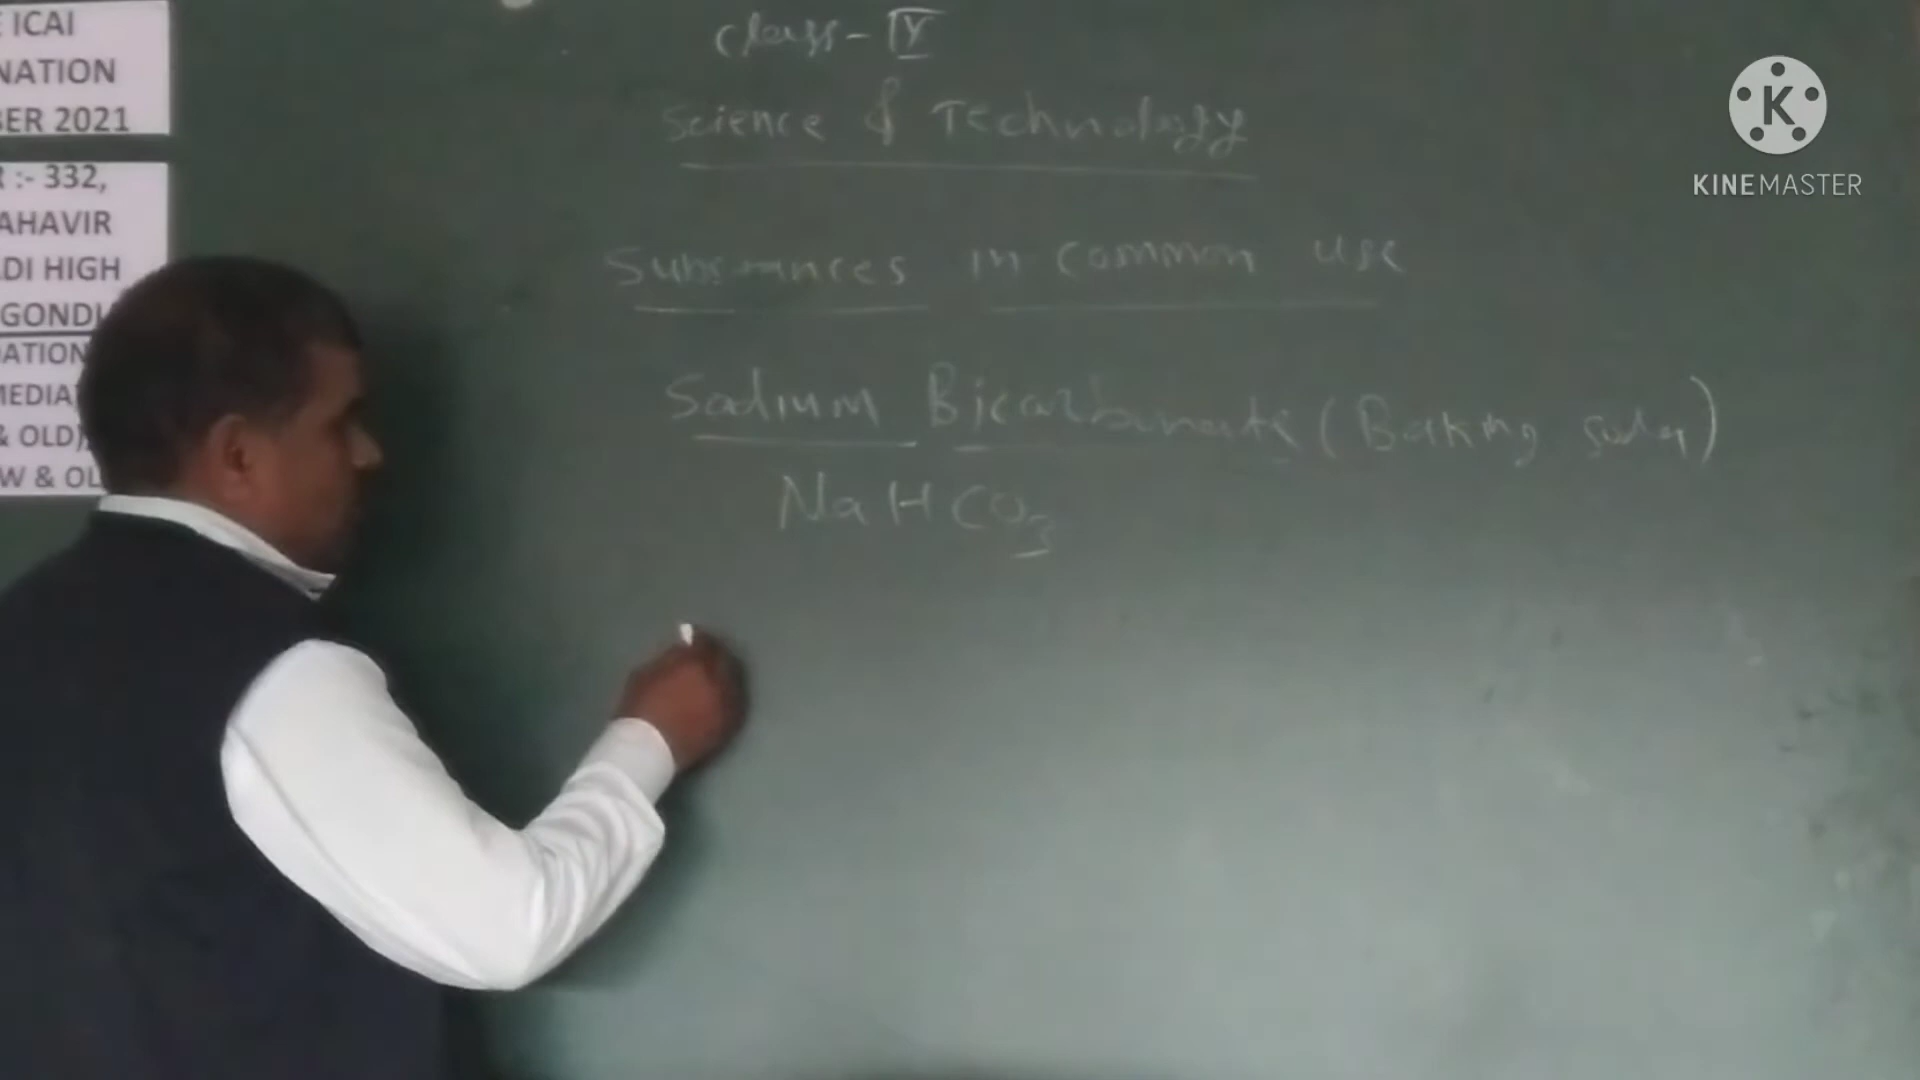 ICAI
NATION
BER 2021
R :- 332,
AHAVIR
DI HIGH
GONDI
DATION
MEDIA
& OLD),
W & OL
Class - IX
Science & Technology
Substances in common use
Sodium Bicarbonate (Baking soda)
NaHCO₃
K
KINEMASTER